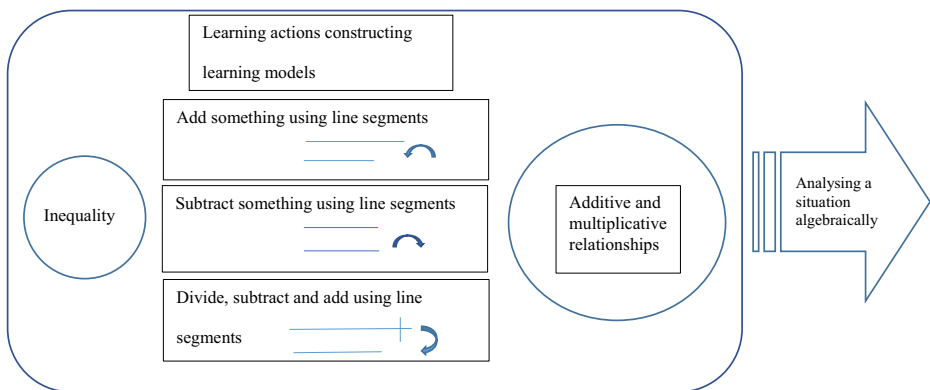 Learning actions constructing
learning models
Add something using line segments
Inequality
Subtract something using line segments
Divide, subtract and add using line
segments
Additive and
multiplicative
relationships
Analysing a
situation
algebraically